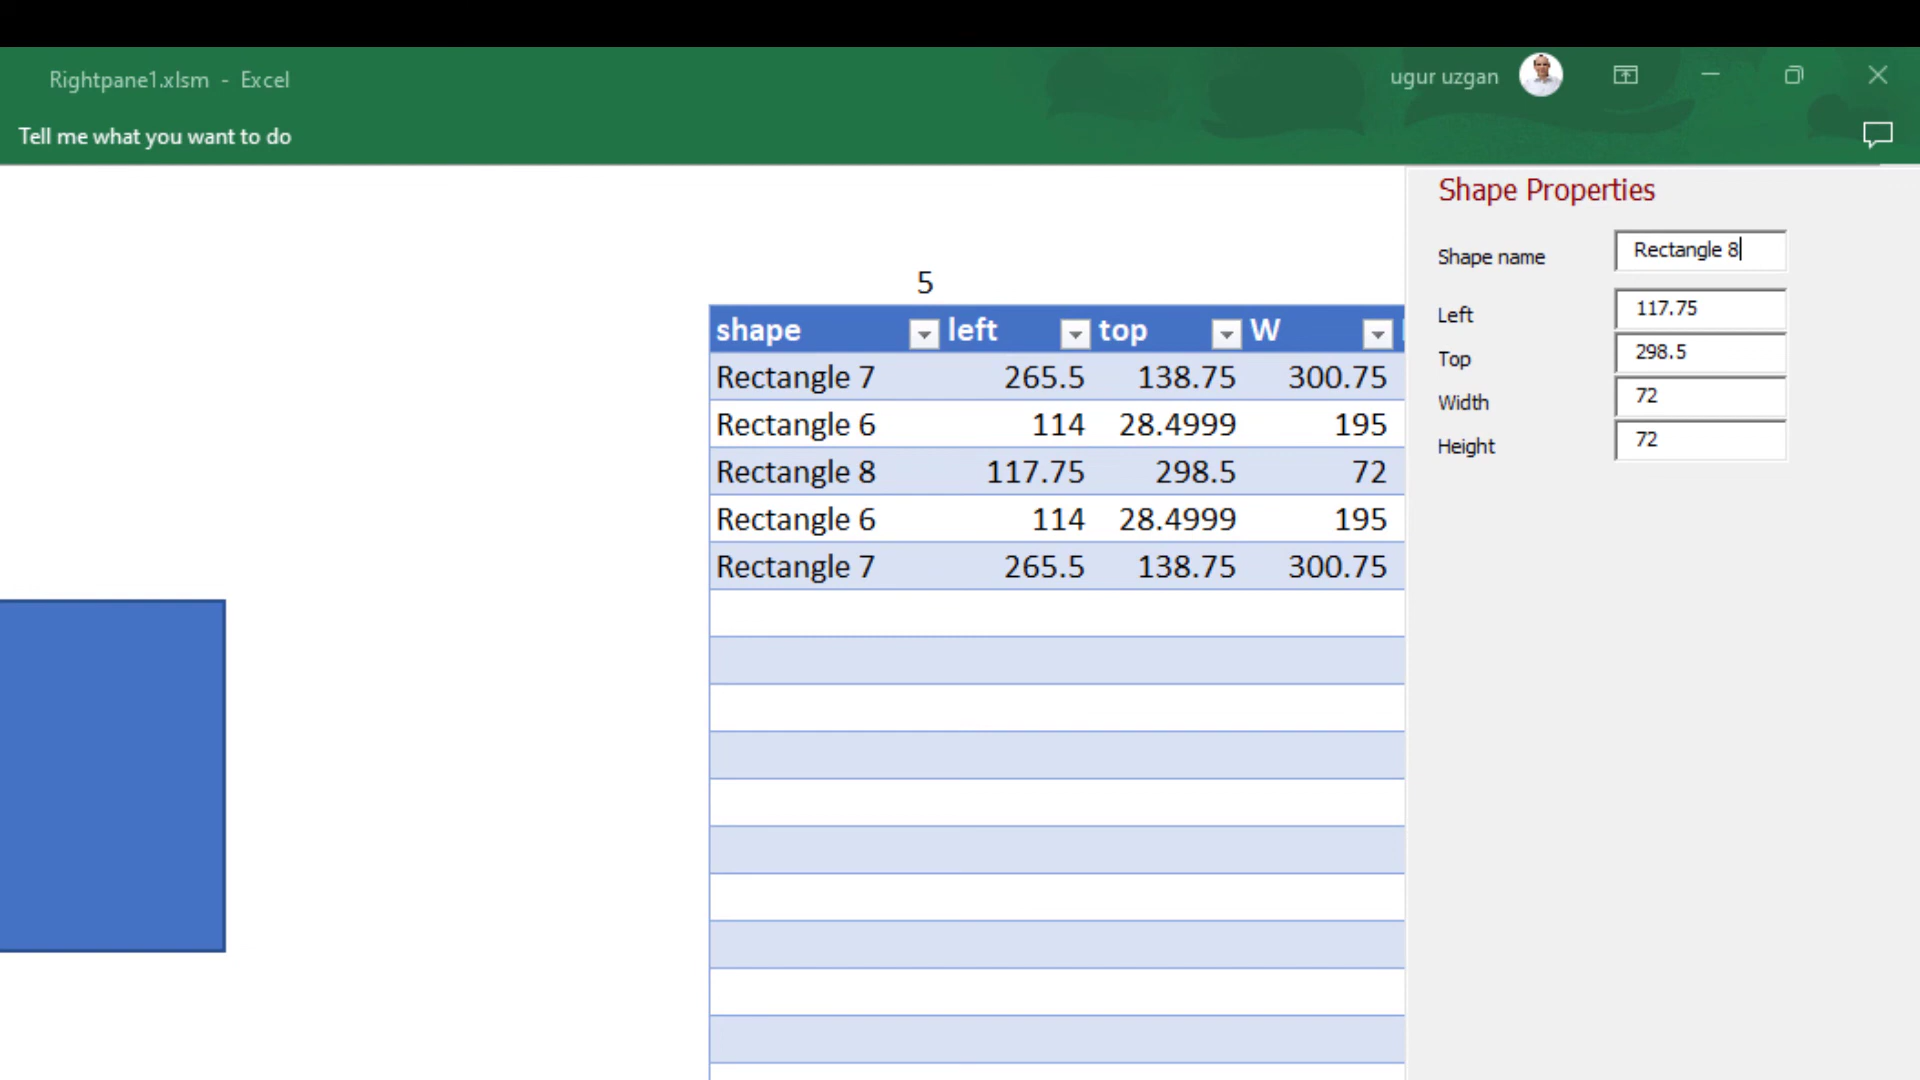 Rightpane1.xlsm - Excel
ugur uzgan
Tell me what you want to do
Shape Properties
Shape name Rectangle 8
Left 117.75
Top 298.5
Width 72
Height 72
5
shape left top W
Rectangle 7 265.5 138.75 300.75
Rectangle 6 114 28.4999 195
Rectangle 8 117.75 298.5 72
Rectangle 6 114 28.4999 195
Rectangle 7 265.5 138.75 300.75